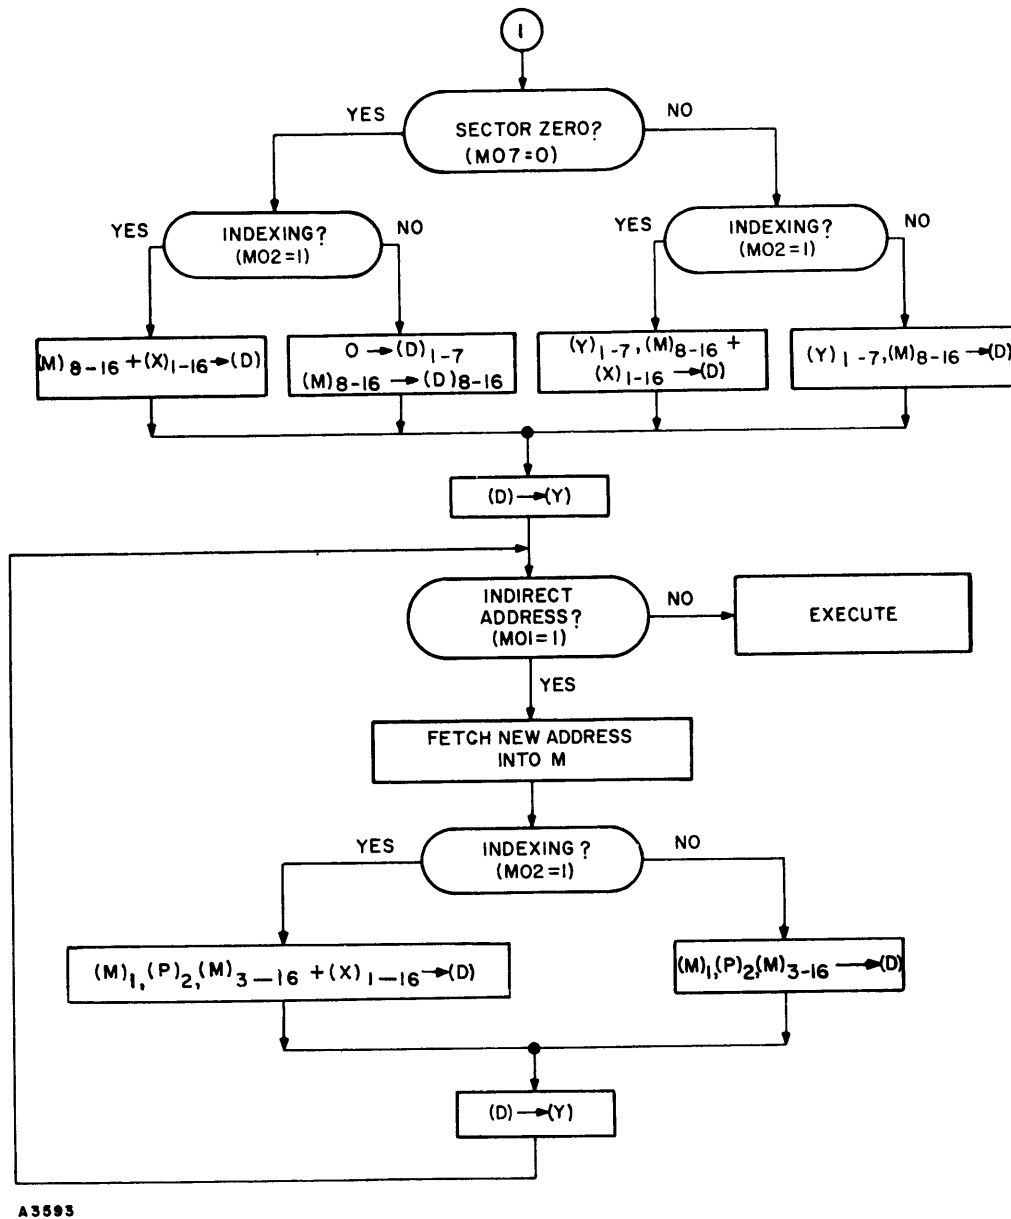 1
SECTOR ZERO?
(M07=0)
YES
NO
INDEXING?
(M02=1)
YES
NO
INDEXING?
(M02=1)
YES
NO
(M)8-16 + (X)1-16 → (D)
0 → (D)1-7
(M)8-16 → (D)8-16
(Y)1-7, (M)8-16 +
(X)1-16 → (D)
(Y)1-7, (M)8-16 → (D)
(D) → (Y)
INDIRECT
ADDRESS?
(M01=1)
NO
EXECUTE
YES
FETCH NEW ADDRESS
INTO M
INDEXING?
(M02=1)
YES
NO
(M)1, (P)2, (M)3-16 + (X)1-16 → (D)
(M)1, (P)2, (M)3-16 → (D)
(D) → (Y)
A3593